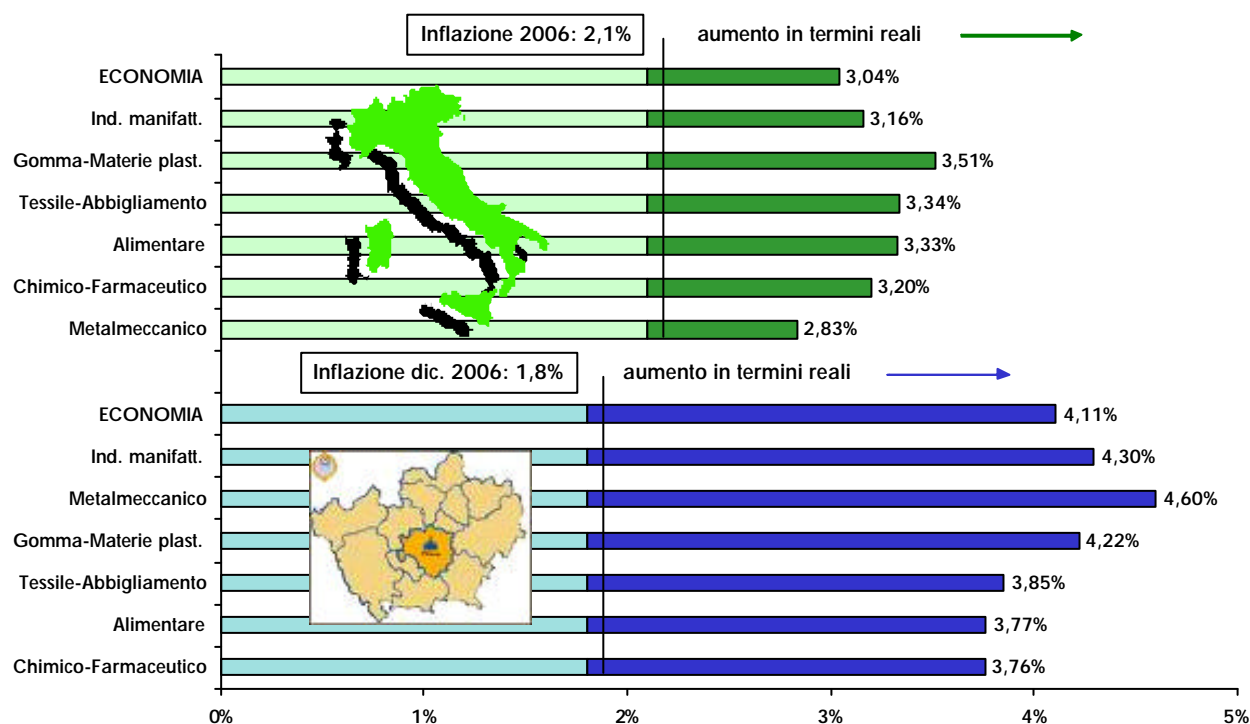 Inflazione 2006: 2,1%
aumento in termini reali
ECONOMIA 3,04%
Ind. manifatt. 3,16%
Gomma-Materie plast. 3,51%
Tessile-Abbigliamento 3,34%
Alimentare 3,33%
Chimico-Farmaceutico 3,20%
Metalmeccanico 2,83%
Inflazione dic. 2006: 1,8%
aumento in termini reali
ECONOMIA 4,11%
Ind. manifatt. 4,30%
Metalmeccanico 4,60%
Gomma-Materie plast. 4,22%
Tessile-Abbigliamento 3,85%
Alimentare 3,77%
Chimico-Farmaceutico 3,76%
0% 1% 2% 3% 4% 5%